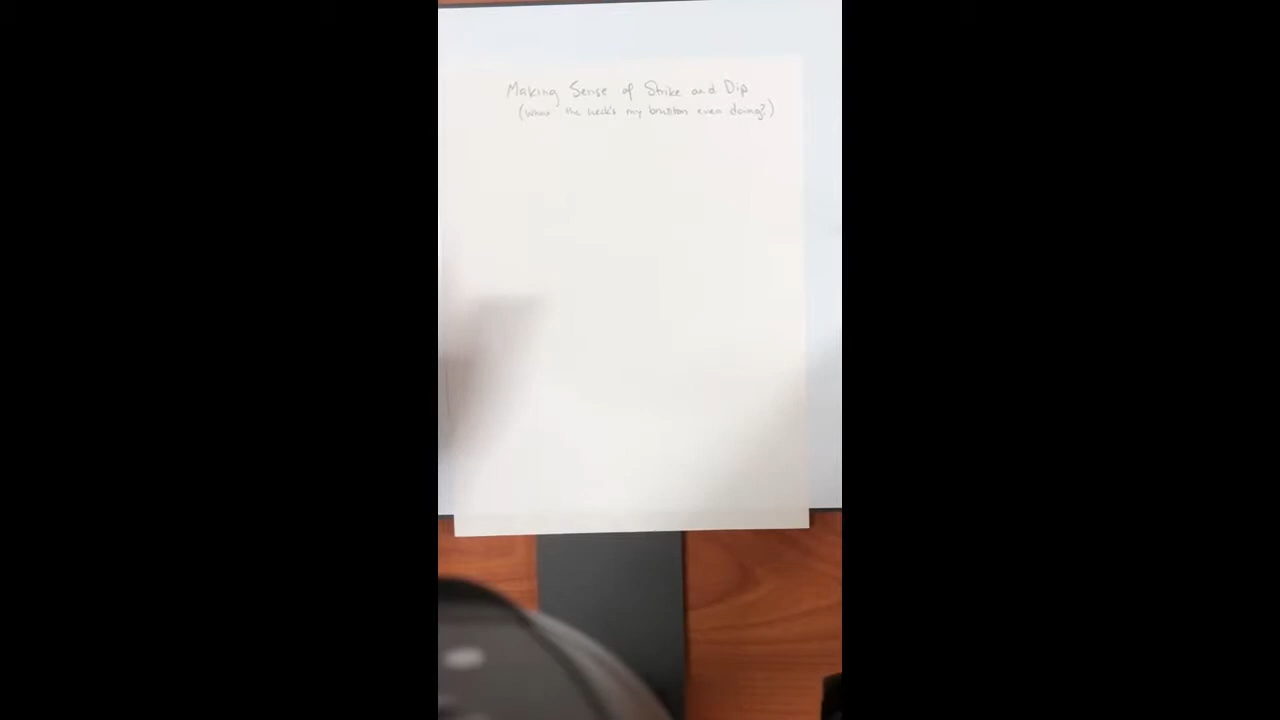 Making Sense of Strike and Dip
(What the heck's my brunton even doing?)